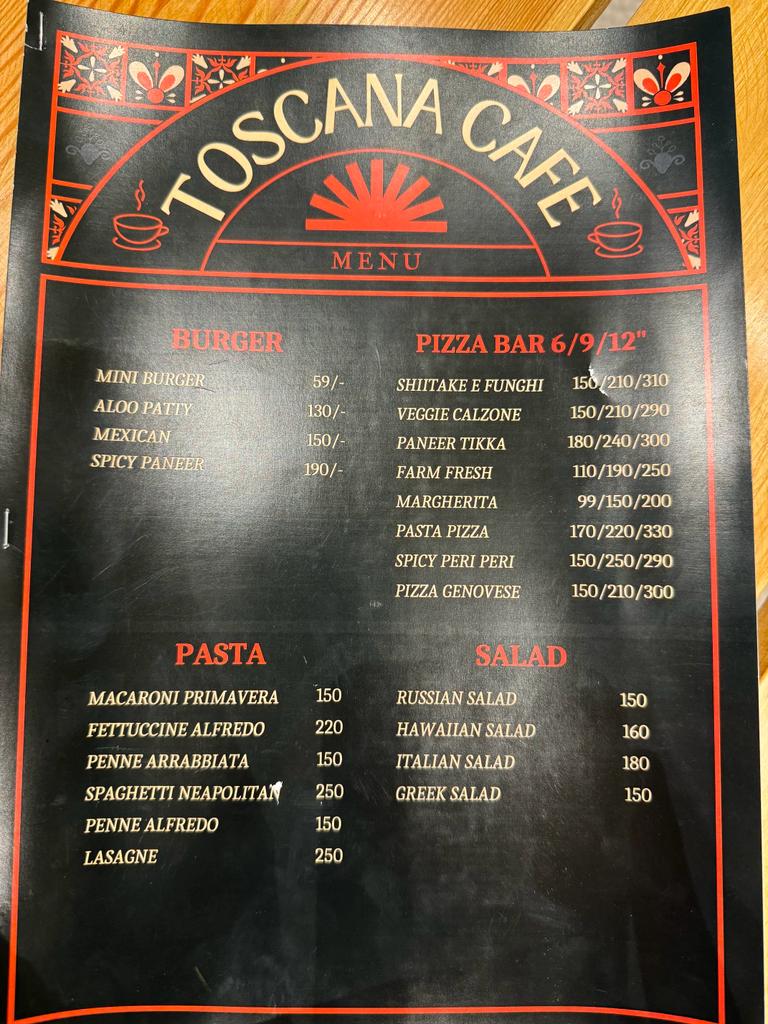 TOSCANA CAFE
MENU
BURGER
MINI BURGER 59/-
ALOO PATTY 130/-
MEXICAN 150/-
SPICY PANEER 190/-
PIZZA BAR 6/9/12"
SHIITAKE E FUNGHI 150/210/310
VEGGIE CALZONE 150/210/290
PANEER TIKKA 180/240/300
FARM FRESH 110/190/250
MARGHERITA 99/150/200
PASTA PIZZA 170/220/330
SPICY PERI PERI 150/250/290
PIZZA GENOVESE 150/210/300
PASTA
MACARONI PRIMAVERA 150
FETTUCCINE ALFREDO 220
PENNE ARRABBIATA 150
SPAGHETTI NEAPOLITAN 250
PENNE ALFREDO 150
LASAGNE 250
SALAD
RUSSIAN SALAD 150
HAWAIIAN SALAD 160
ITALIAN SALAD 180
GREEK SALAD 150